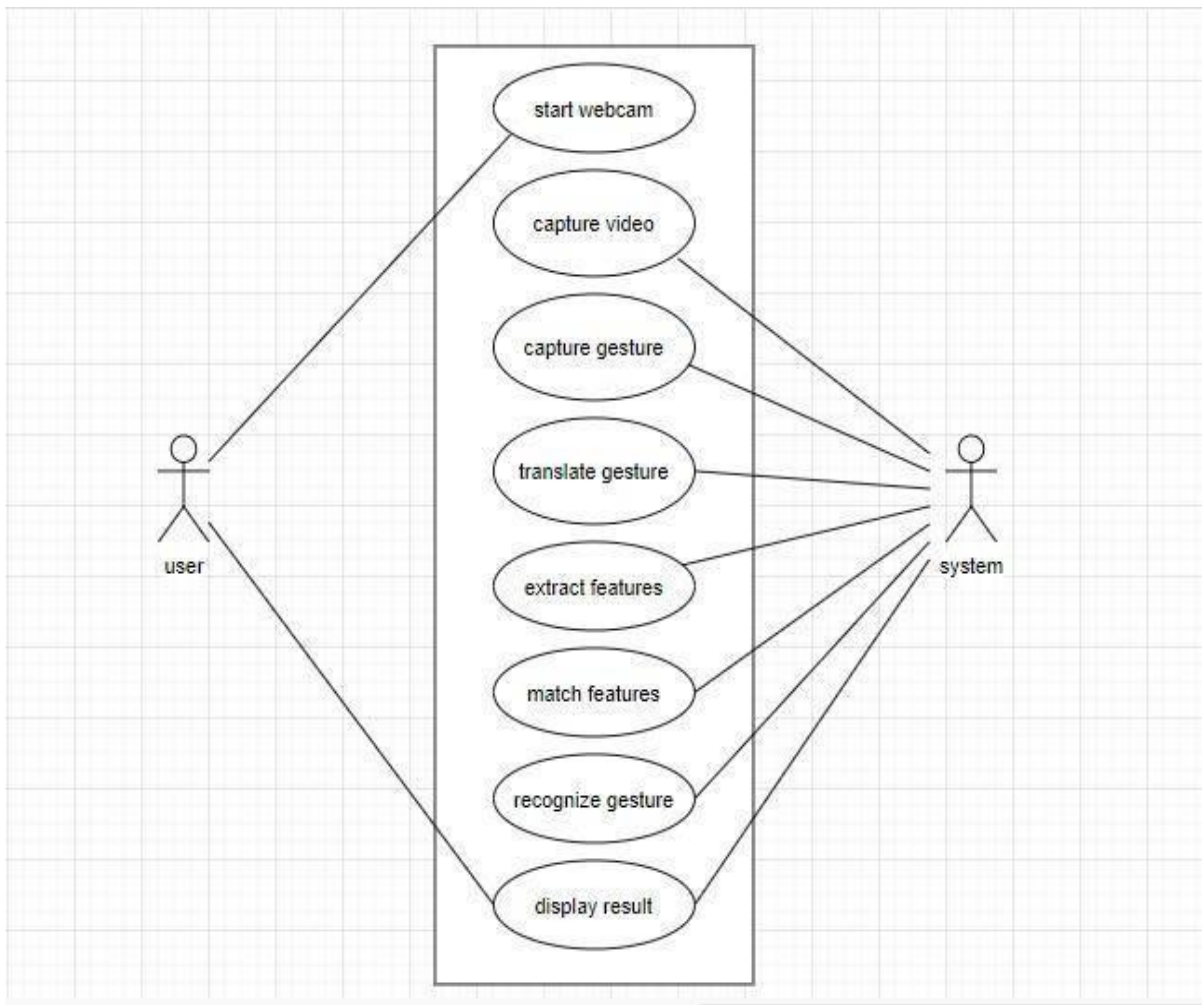 start webcam
capture video
capture gesture
translate gesture
user
system
extract features
match features
recognize gesture
display result